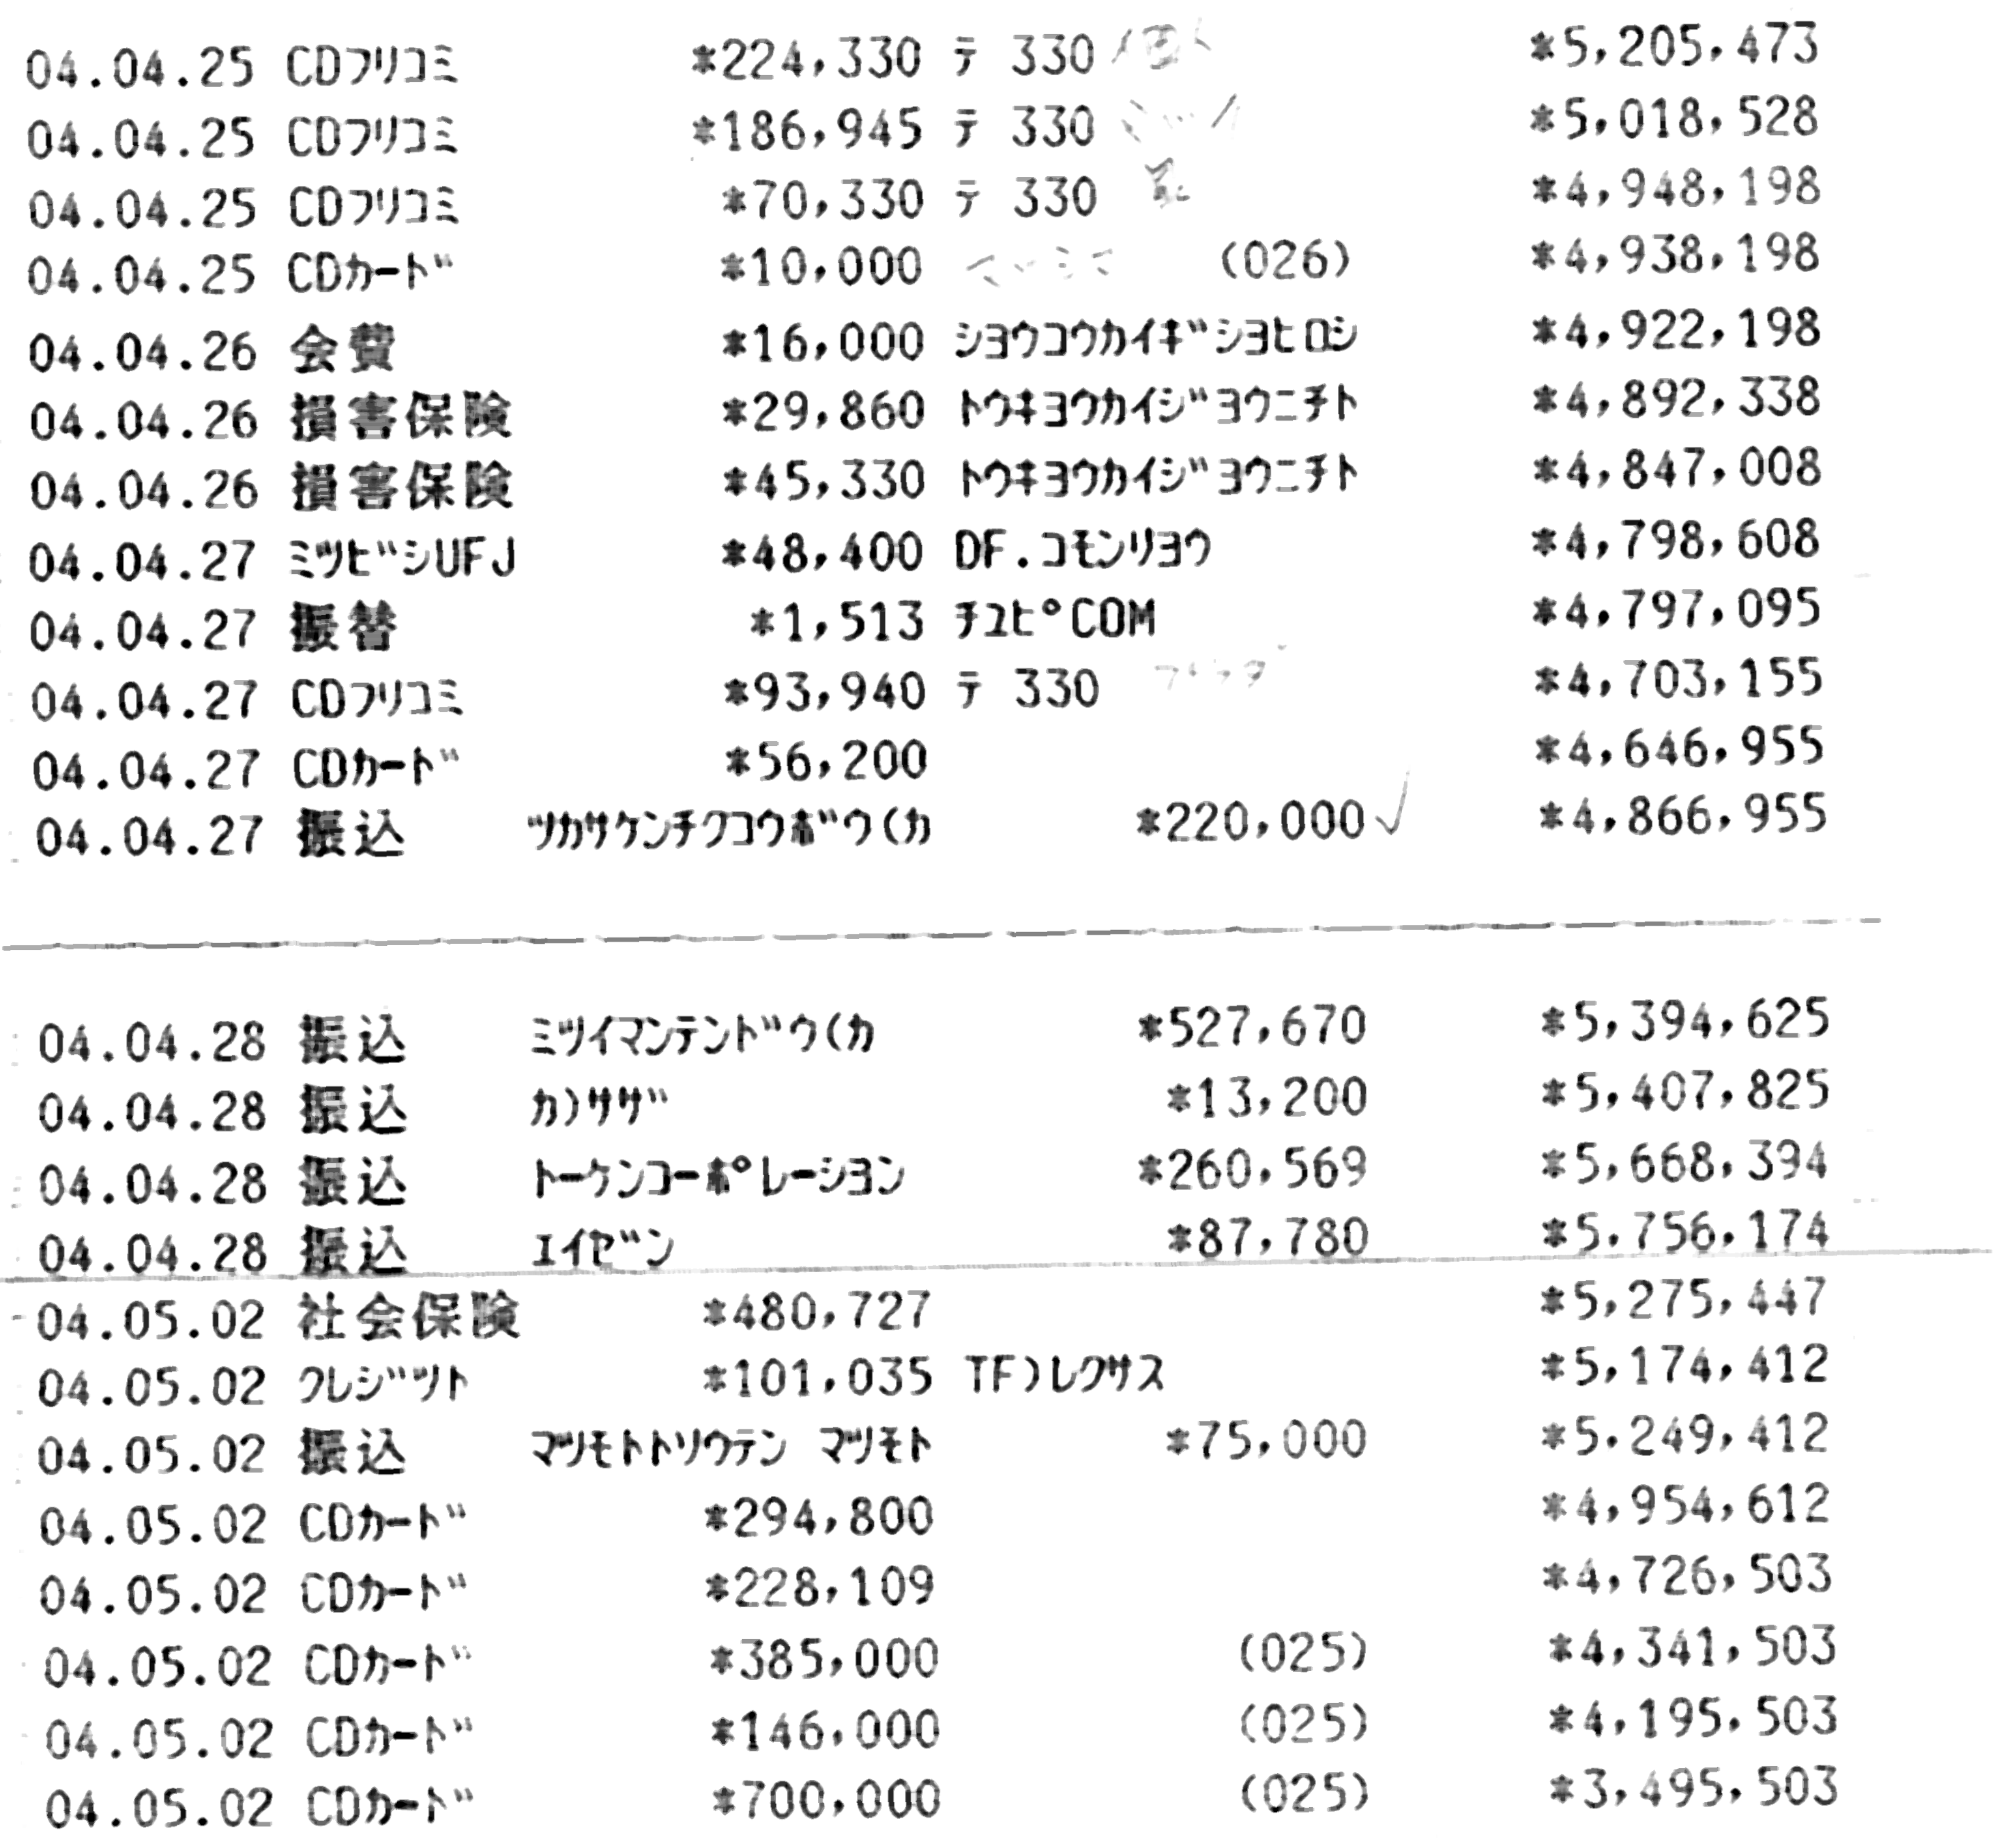 04.04.25 CDフリコミ *224,330 テ 330 *5,205,473
04.04.25 CDフリコミ *186,945 テ 330 *5,018,528
04.04.25 CDフリコミ *70,330 テ 330 *4,948,198
04.04.25 CDカード *10,000 (026) *4,938,198
04.04.26 会費 *16,000 シヨウコウカイギシヨヒロシ *4,922,198
04.04.26 損害保険 *29,860 トウキヨウカイジヨウニチト *4,892,338
04.04.26 損害保険 *45,330 トウキヨウカイジヨウニチト *4,847,008
04.04.27 ミツビシUFJ *48,400 DF.コモンリヨウ *4,798,608
04.04.27 振替 *1,513 チユピCOM *4,797,095
04.04.27 CDフリコミ *93,940 テ 330 *4,703,155
04.04.27 CDカード *56,200 *4,646,955
04.04.27 振込 ツカサケンチクコウボウ(カ *220,000 *4,866,955
04.04.28 振込 ミツイマンテンドウ(カ *527,670 *5,394,625
04.04.28 振込 カ)ササザ *13,200 *5,407,825
04.04.28 振込 トーケンコーポレーシヨン *260,569 *5,668,394
04.04.28 振込 エイゼン *87,780 *5,756,174
04.05.02 社会保険 *480,727 *5,275,447
04.05.02 クレジツト *101,035 TF)レクサス *5,174,412
04.05.02 振込 マツモトトソウテン マツモト *75,000 *5,249,412
04.05.02 CDカード *294,800 *4,954,612
04.05.02 CDカード *228,109 *4,726,503
04.05.02 CDカード *385,000 (025) *4,341,503
04.05.02 CDカード *146,000 (025) *4,195,503
04.05.02 CDカード *700,000 (025) *3,495,503